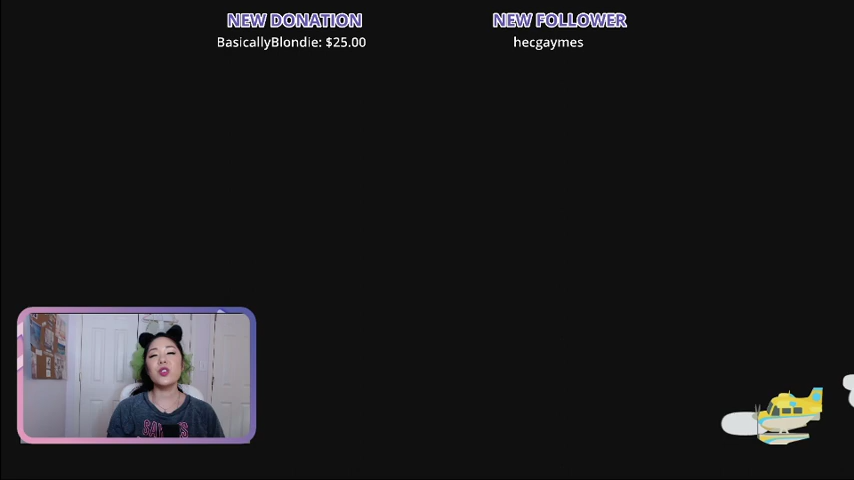 NEW DONATION
BasicallyBlondie: $25.00
NEW FOLLOWER
hecgaymes